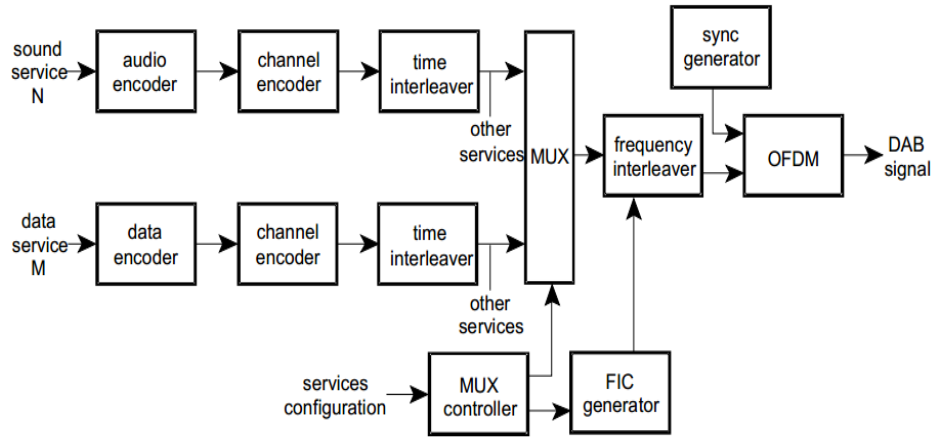 sound
service
N
audio
encoder
channel
encoder
time
interleaver
other
services
MUX
sync
generator
frequency
interleaver
OFDM
DAB
signal
data
service
M
data
encoder
channel
encoder
time
interleaver
other
services
services
configuration
MUX
controller
FIC
generator